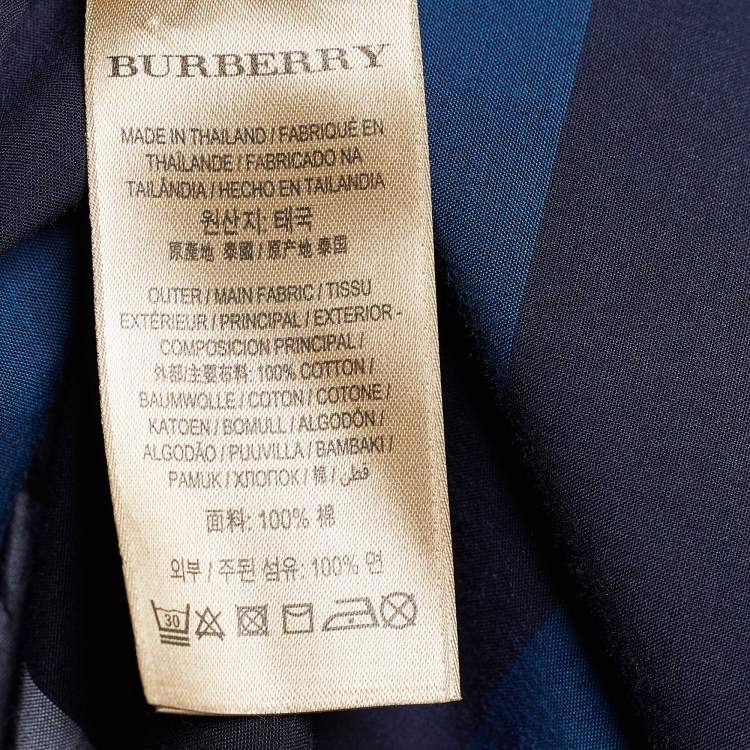 BURBERRY
MADE IN THAILAND / FABRIQUÉ EN
THAÏLANDE / FABRICADO NA
TAILÂNDIA / HECHO EN TAILANDIA
원산지: 태국
原產地 泰國 / 原产地 泰国
OUTER / MAIN FABRIC / TISSU
EXTÉRIEUR / PRINCIPAL / EXTERIOR -
COMPOSICION PRINCIPAL /
外部/主要布料: 100% COTTON /
BAUMWOLLE / COTON / COTONE /
KATOEN / BOMULL / ALGODÓN /
ALGODÃO / PUUVILLA / BAMBAKI /
PAMUK / ХЛОПОК / 棉 / قطن
面料: 100% 棉
외부 / 주된 섬유: 100% 면
30